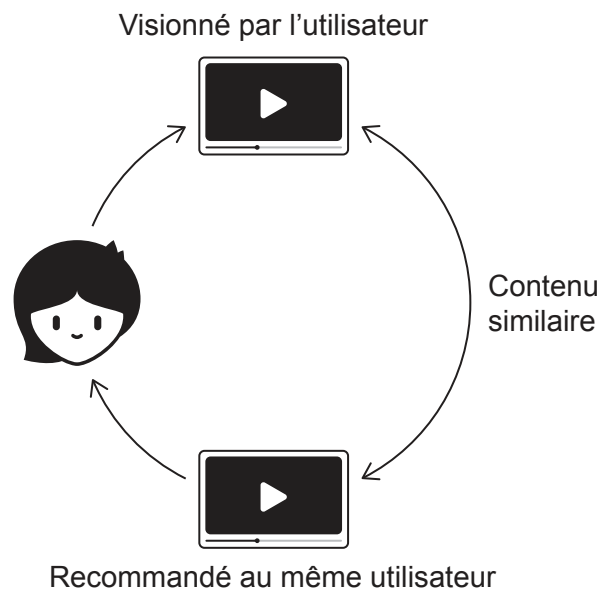 Visionné par l’utilisateur
Contenu
similaire
Recommandé au même utilisateur